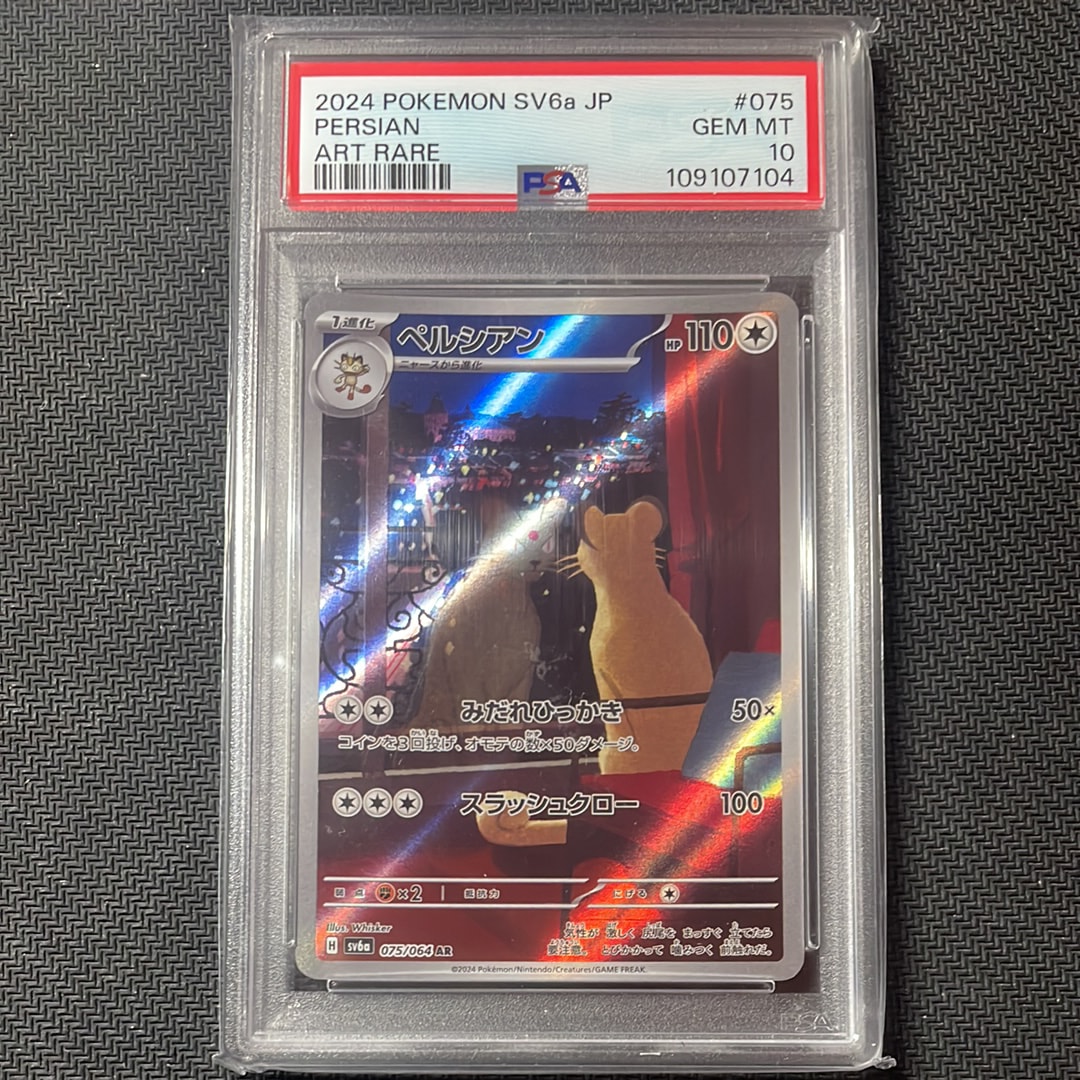 2024 POKEMON SV6a JP #075
PERSIAN GEM MT
ART RARE 10
PSA 109107104
1進化 ペルシアン HP 110
ニャースから進化
みだれひっかき 50×
コインを3回投げ、オモテの数×50ダメージ。
スラッシュクロー 100
弱点 ×2 抵抗力 にげる
Illus. Whisker
気性が 激しく 尻尾を まっすぐ 立てたら
H sv6a 075/064 AR 要注意。 とびかかって 噛みつく 前触れだ。
©2024 Pokémon/Nintendo/Creatures/GAME FREAK.
PSA